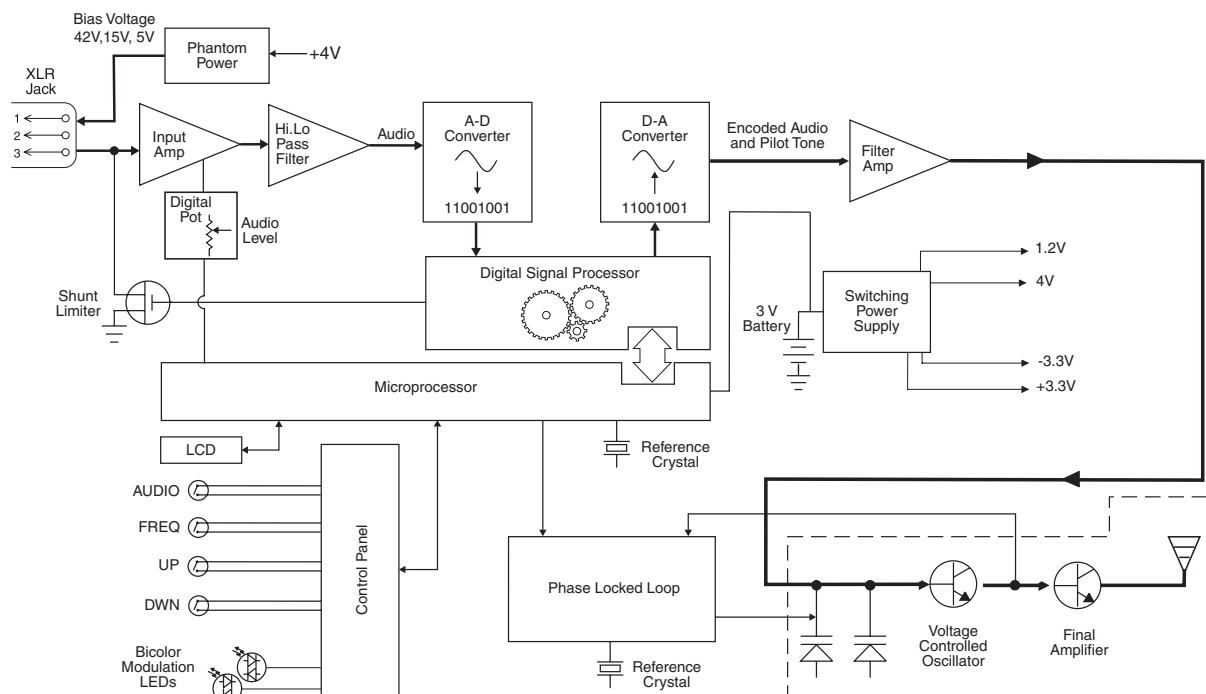 Bias Voltage
42V,15V, 5V
Phantom
Power
+4V
XLR
Jack
1
2
3
Input
Amp
Hi.Lo
Pass
Filter
Audio
A-D
Converter
11001001
D-A
Converter
11001001
Encoded Audio
and Pilot Tone
Filter
Amp
Digital
Pot
Audio
Level
Shunt
Limiter
Digital Signal Processor
3 V
Battery
Switching
Power
Supply
1.2V
4V
-3.3V
+3.3V
Microprocessor
LCD
Reference
Crystal
AUDIO
FREQ
UP
DWN
Bicolor
Modulation
LEDs
Control Panel
Phase Locked Loop
Reference
Crystal
Voltage
Controlled
Oscillator
Final
Amplifier